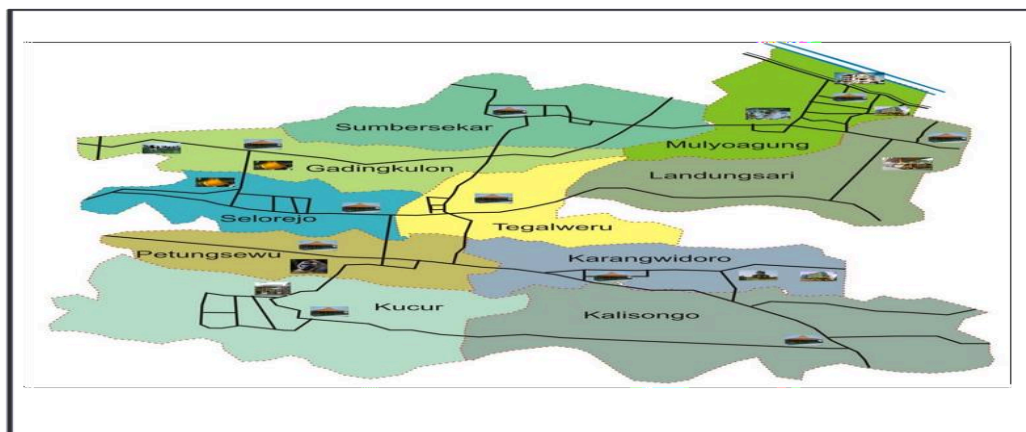 Sumbersekar
Mulyoagung
Gadingkulon
Landungsari
Selorejo
Tegalweru
Petungsewu
Karangwidoro
Kucur
Kalisongo